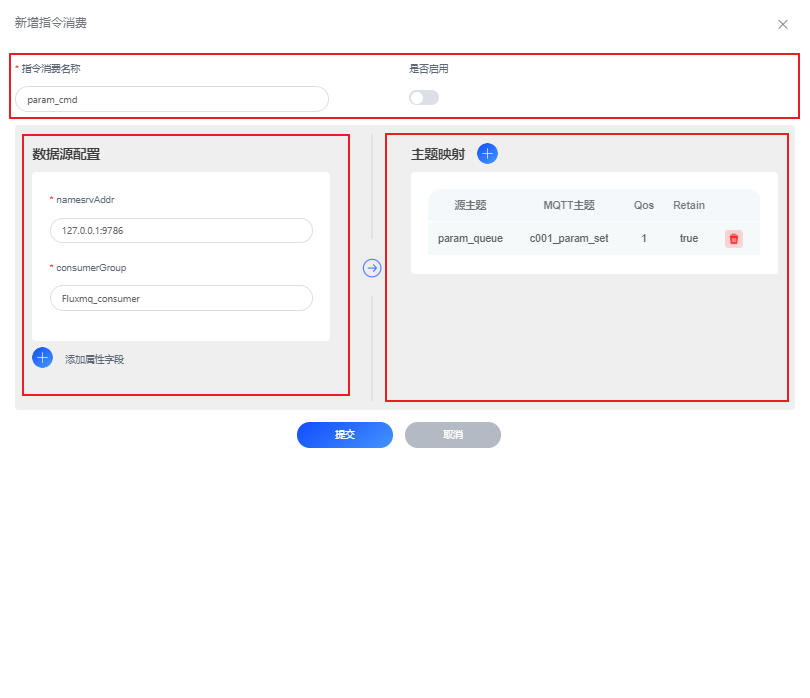 新增指令消费
* 指令消费名称
是否启用
param_cmd
数据源配置
* namesrvAddr
127.0.0.1:9786
* consumerGroup
Fluxmq_consumer
添加属性字段
主题映射
源主题 MQTT主题 Qos Retain
param_queue c001_param_set 1 true
提交
取消